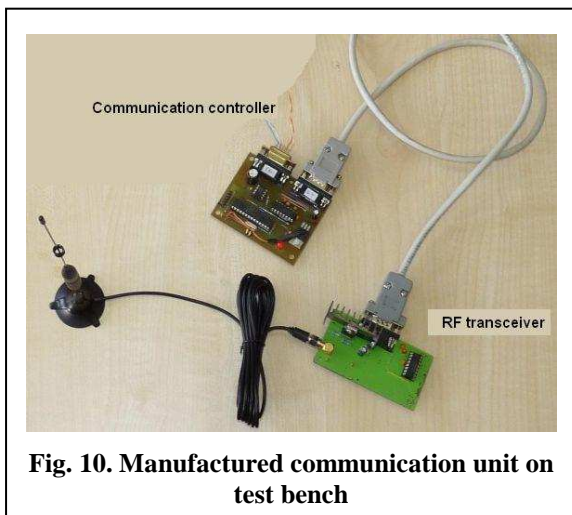 Communication controller
RF transceiver
Fig. 10. Manufactured communication unit on
test bench